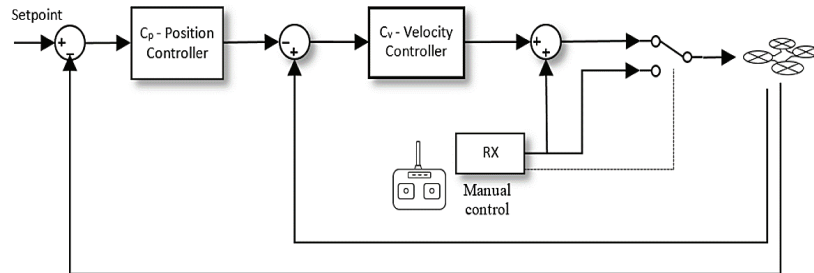 Setpoint
Cp - Position
Controller
Cv - Velocity
Controller
RX
Manual
control